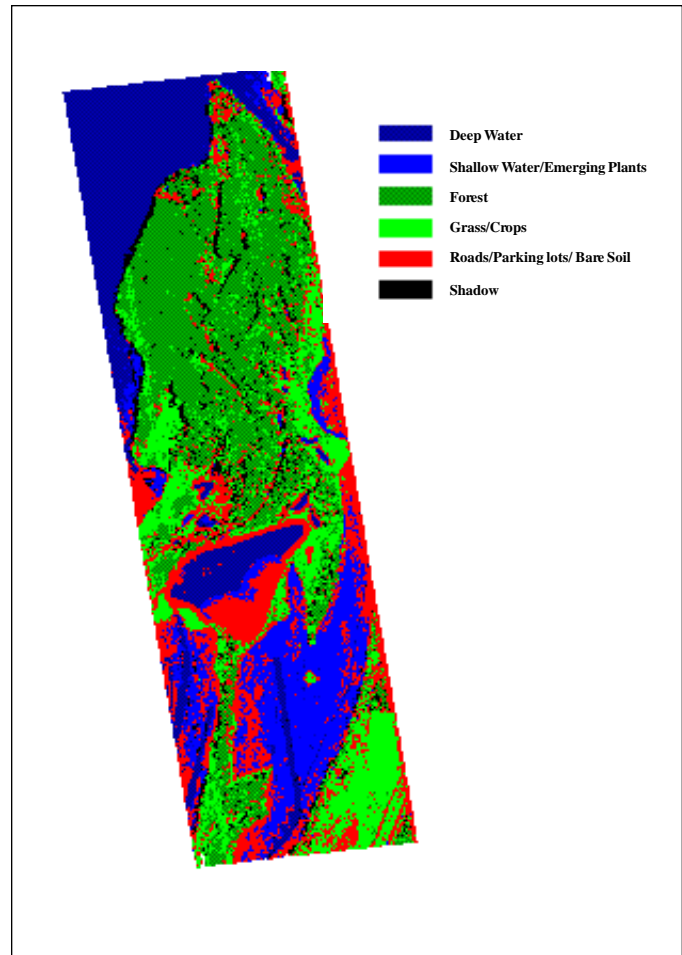 Deep Water
Shallow Water/Emerging Plants
Forest
Grass/Crops
Roads/Parking lots/ Bare Soil
Shadow